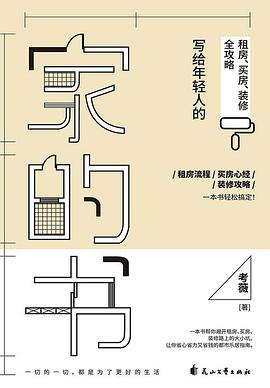 家的书
写给年轻人的
租房、买房、装修
全攻略
/ 租房流程 / 买房心经 /
/ 装修攻略 /
一本书轻松搞定！
考薇
[著]
一本书帮你避开租房、买房、
装修路上的大小坑，
让你省心省力又省钱的都市乐居指南。
一切的一切，都是为了更好的生活
花山文艺出版社